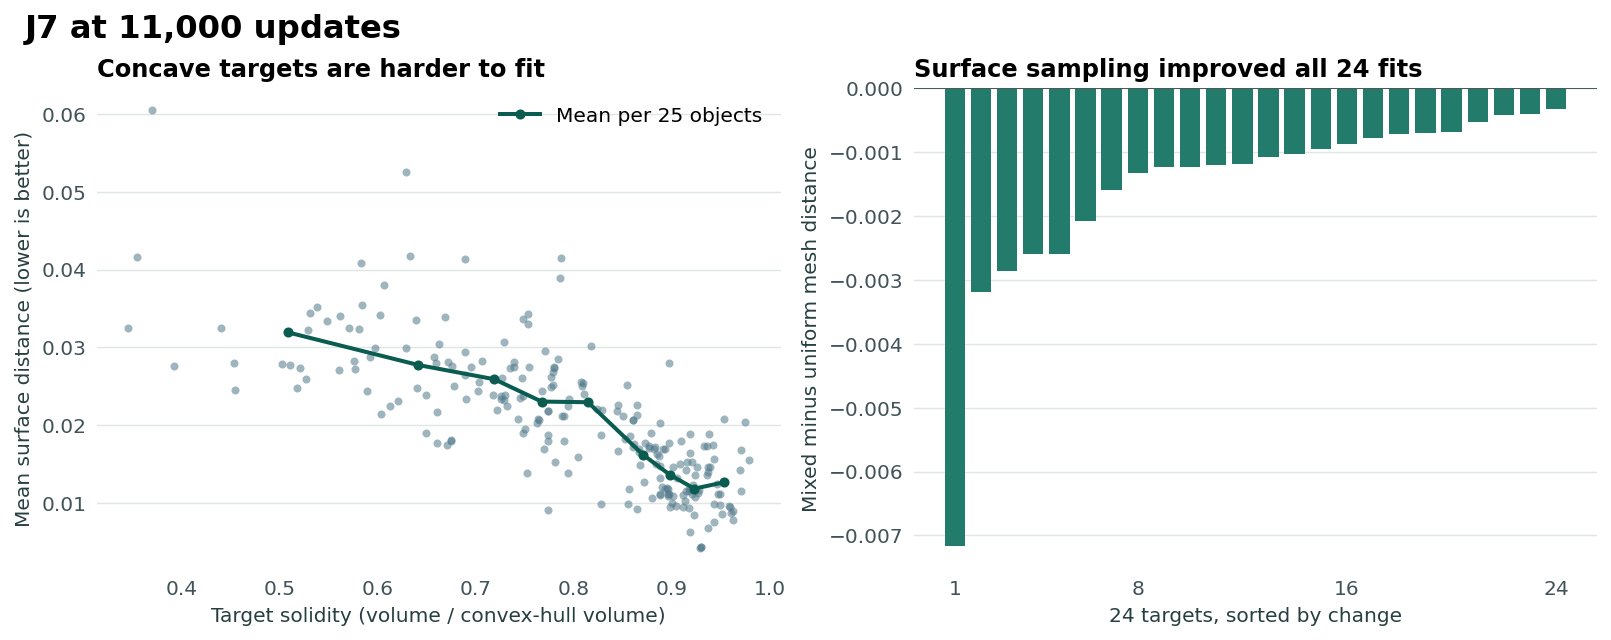 J7 at 11,000 updates
Concave targets are harder to fit
Mean surface distance (lower is better)
0.06
0.05
0.04
0.03
0.02
0.01
Mean per 25 objects
0.4 0.5 0.6 0.7 0.8 0.9 1.0
Target solidity (volume / convex-hull volume)
Surface sampling improved all 24 fits
Mixed minus uniform mesh distance
0.000
−0.001
−0.002
−0.003
−0.004
−0.005
−0.006
−0.007
1 8 16 24
24 targets, sorted by change